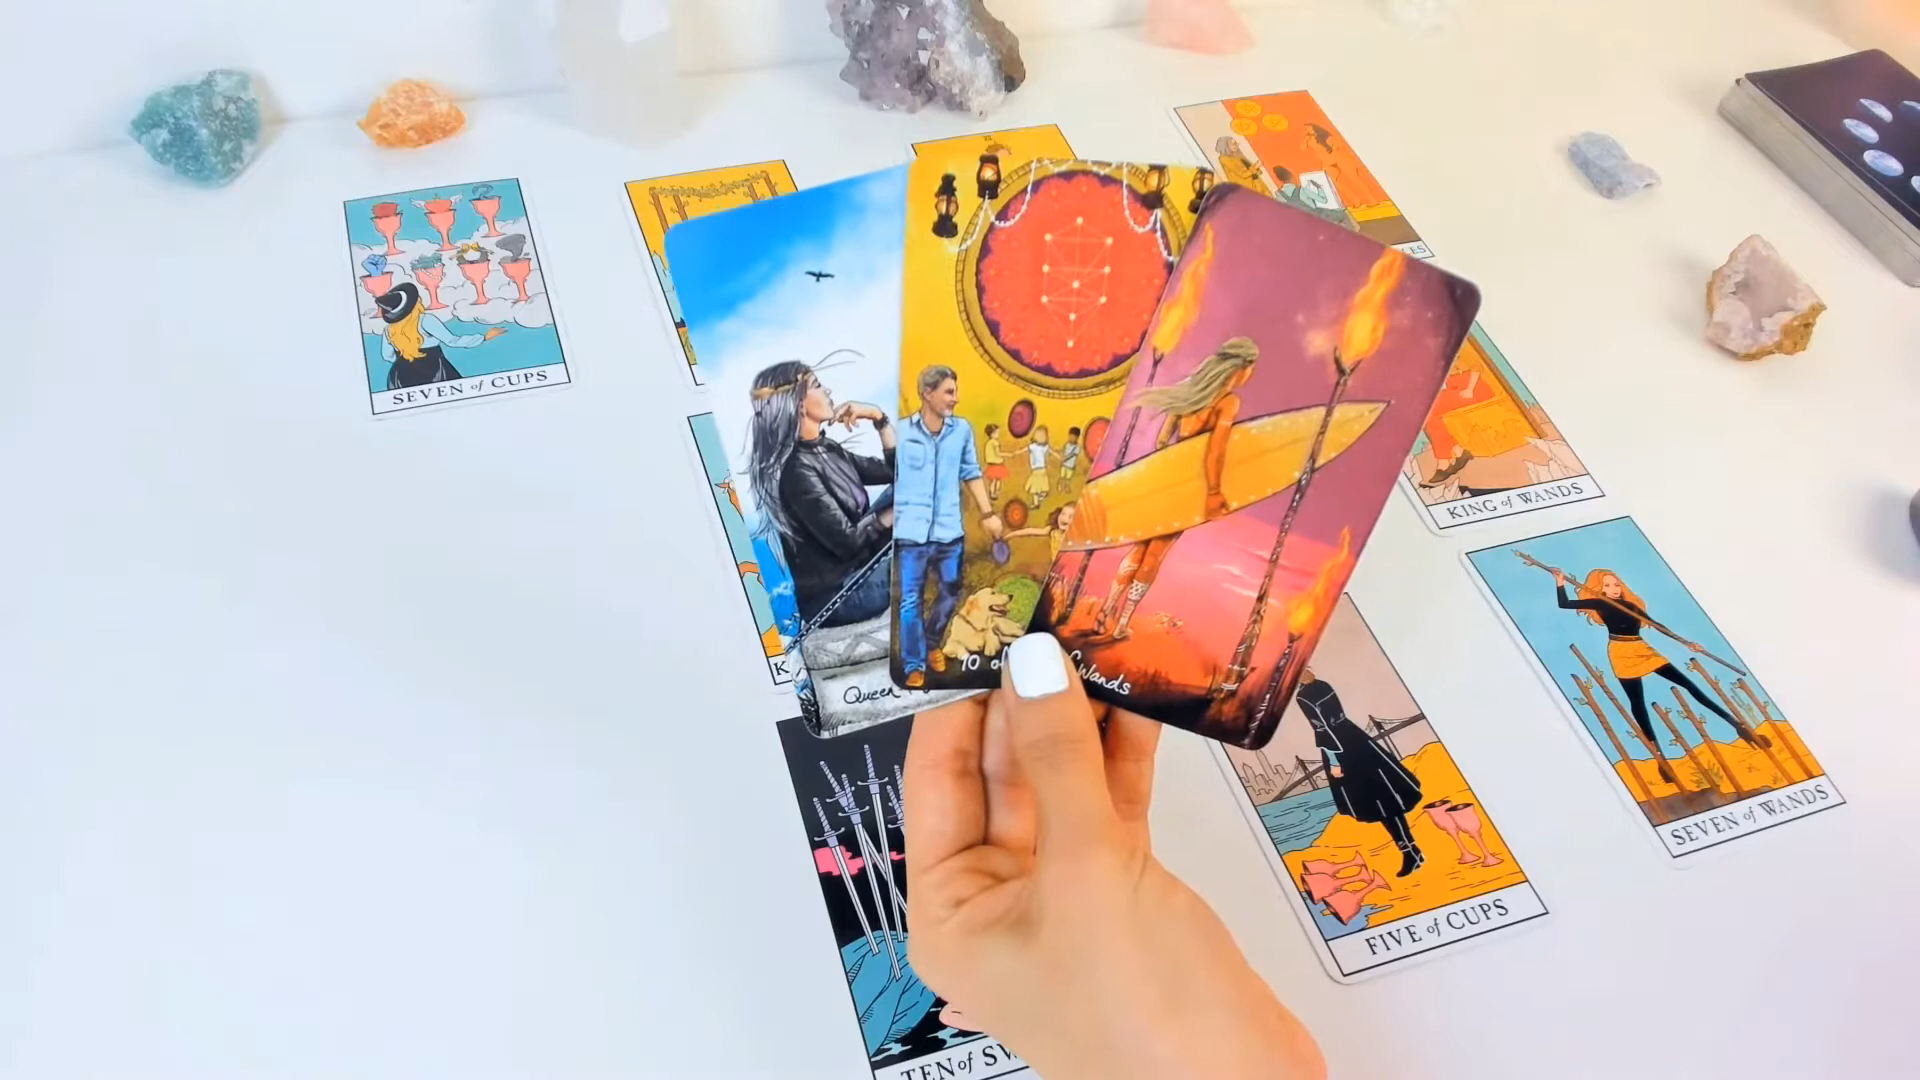 SEVEN of CUPS
KING of WANDS
SEVEN of WANDS
Queen
10 of
Wands
FIVE of CUPS
TEN of SW